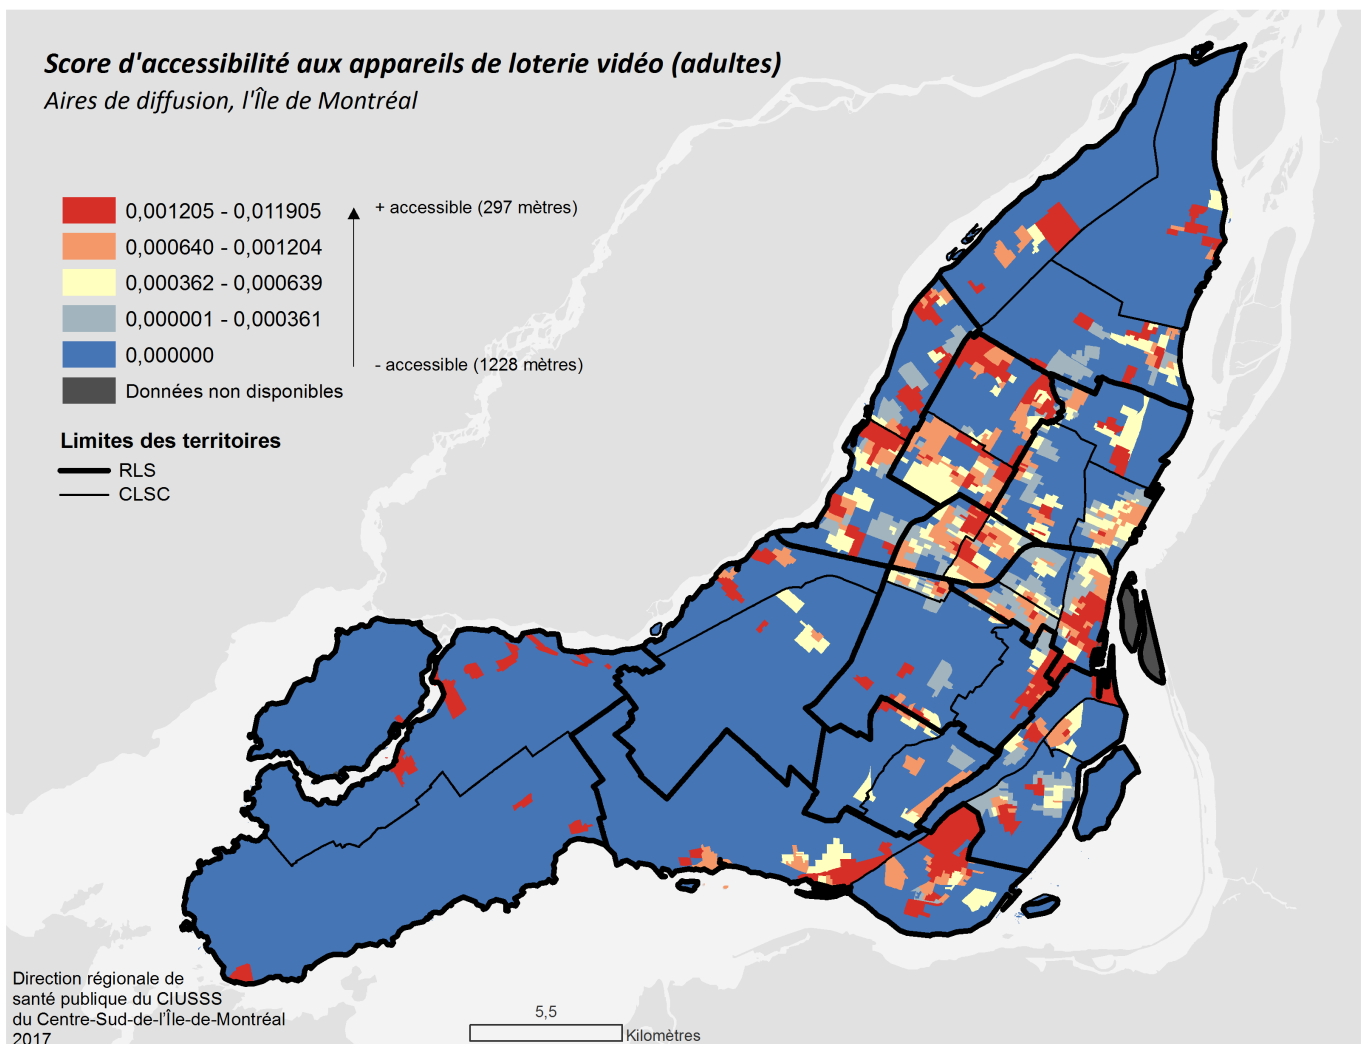 Score d'accessibilité aux appareils de loterie vidéo (adultes)
Aires de diffusion, l'Île de Montréal
0,001205 - 0,011905
+ accessible (297 mètres)
0,000640 - 0,001204
0,000362 - 0,000639
0,000001 - 0,000361
0,000000
- accessible (1228 mètres)
Données non disponibles
Limites des territoires
RLS
CLSC
Direction régionale de
santé publique du CIUSSS
du Centre-Sud-de-l'Île-de-Montréal
2017
5,5
Kilomètres